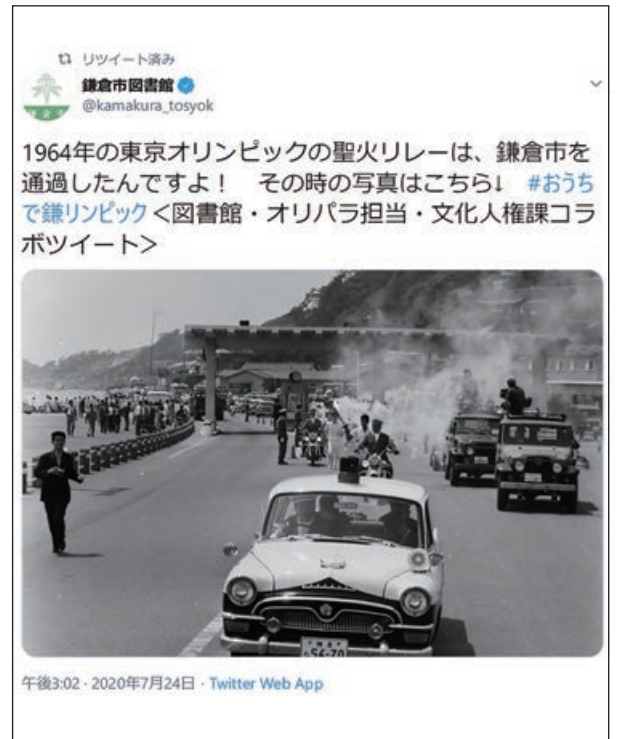 リツイート済み
鎌倉市図書館
@kamakura_tosyok
1964年の東京オリンピックの聖火リレーは、鎌倉市を
通過したんですよ！　その時の写真はこちら↓　#おうち
で鎌リンピック＜図書館・オリパラ担当・文化人権課コラ
ボツイート＞
56-70
午後3:02 · 2020年7月24日 · Twitter Web App